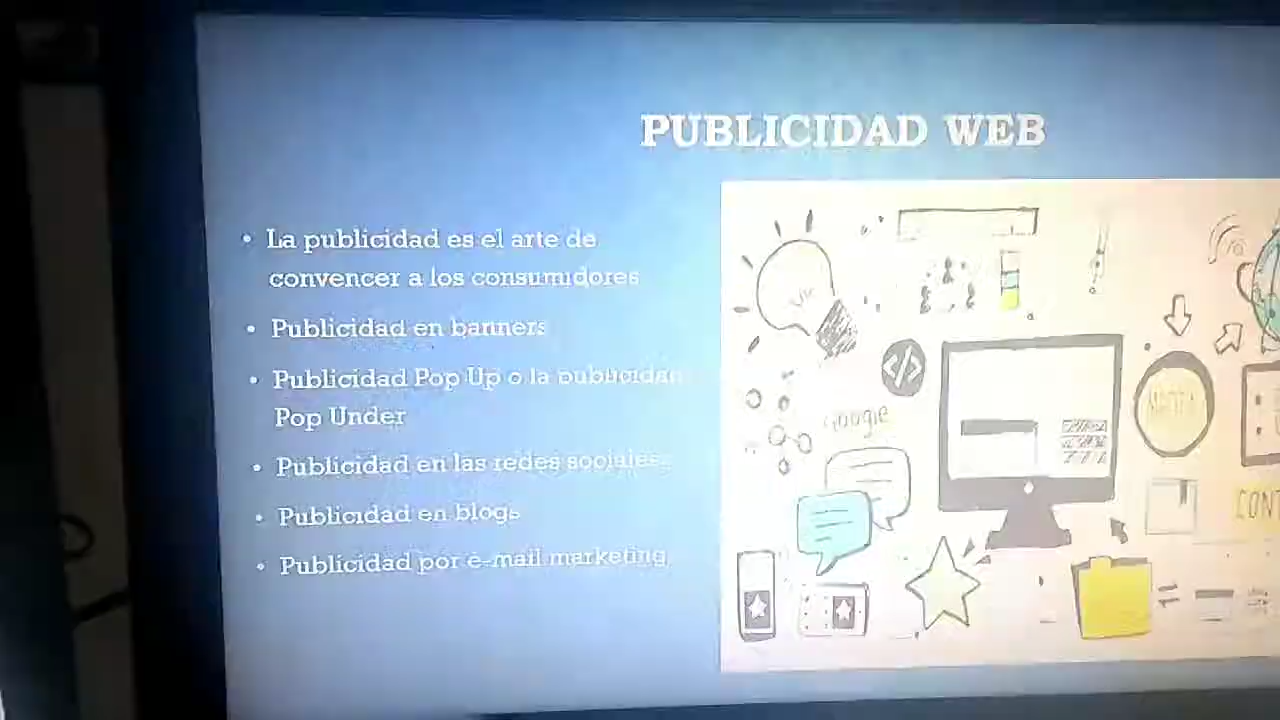 PUBLICIDAD WEB
• La publicidad es el arte de
convencer a los consumidores
• Publicidad en banners
• Publicidad Pop Up o la publicidad
Pop Under
• Publicidad en las redes sociales
• Publicidad en blogs
• Publicidad por e-mail marketing
</>
Google
CONT